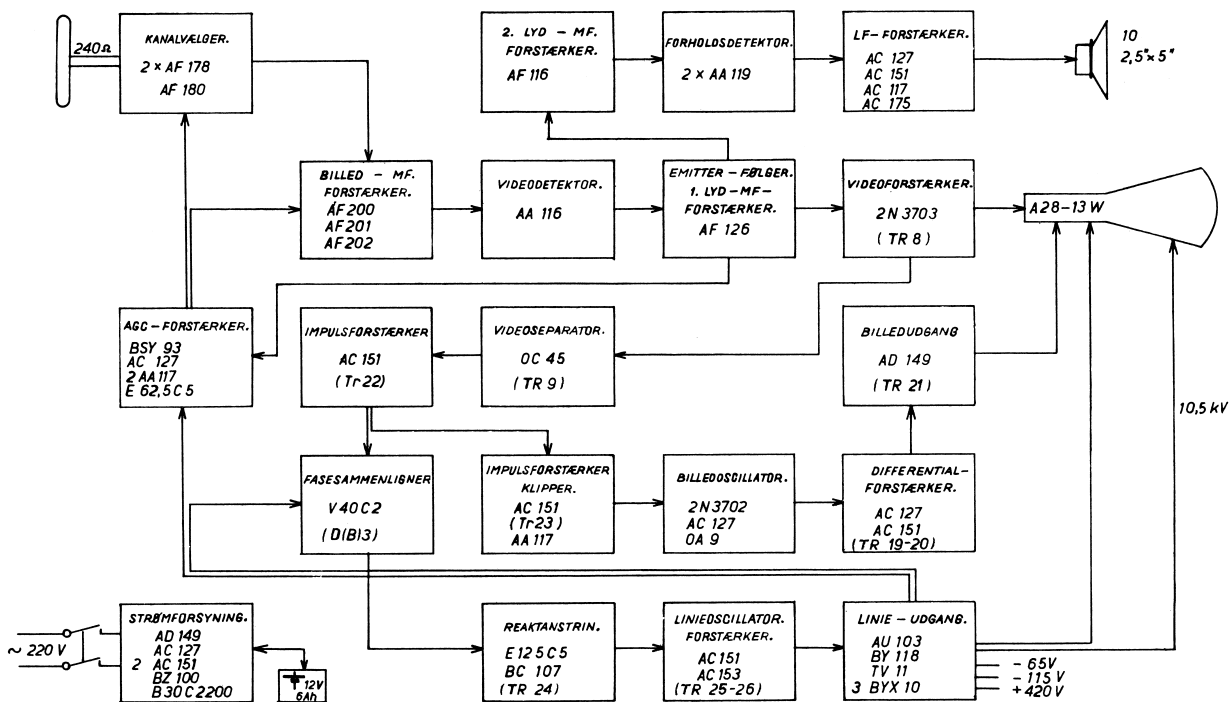 240Ω
KANALVÆLGER.
2 × AF 178
AF 180
2. LYD - MF.
FORSTÆRKER.
AF 116
FORHOLDSDETEKTOR.
2 × AA 119
LF - FORSTÆRKER.
AC 127
AC 151
AC 117
AC 175
10
2,5" x 5"
BILLED - MF.
FORSTÆRKER.
AF 200
AF 201
AF 202
VIDEODETEKTOR.
AA 116
EMITTER - FØLGER.
1. LYD - MF -
FORSTÆRKER.
AF 126
VIDEOFORSTÆRKER.
2N 3703
(TR 8)
A28-13 W
AGC - FORSTÆRKER.
BSY 93
AC 127
2 AA 117
E 62,5 C 5
IMPULSFORSTÆRKER
AC 151
(Tr 22)
VIDEOSEPARATOR.
OC 45
(TR 9)
BILLEDUDGANG
AD 149
(TR 21)
10,5 kV
FASESAMMENLIGNER
V 40 C 2
(D(B)3)
IMPULSFORSTÆRKER
KLIPPER.
AC 151
(Tr 23)
AA 117
BILLEDOSCILLATOR.
2N 3702
AC 127
OA 9
DIFFERENTIAL-
FORSTÆRKER.
AC 127
AC 151
(TR 19-20)
~ 220 V
STRØMFORSYNING.
AD 149
AC 127
2 AC 151
BZ 100
B 30 C 2200
12V
6Ah
REAKTANSTRIN.
E 12 5 C 5
BC 107
(TR 24)
LINIEOSCILLATOR.
FORSTÆRKER.
AC 151
AC 153
(TR 25-26)
LINIE - UDGANG.
AU 103
BY 118
TV 11
3 BYX 10
- 65V
- 115 V
+ 420 V